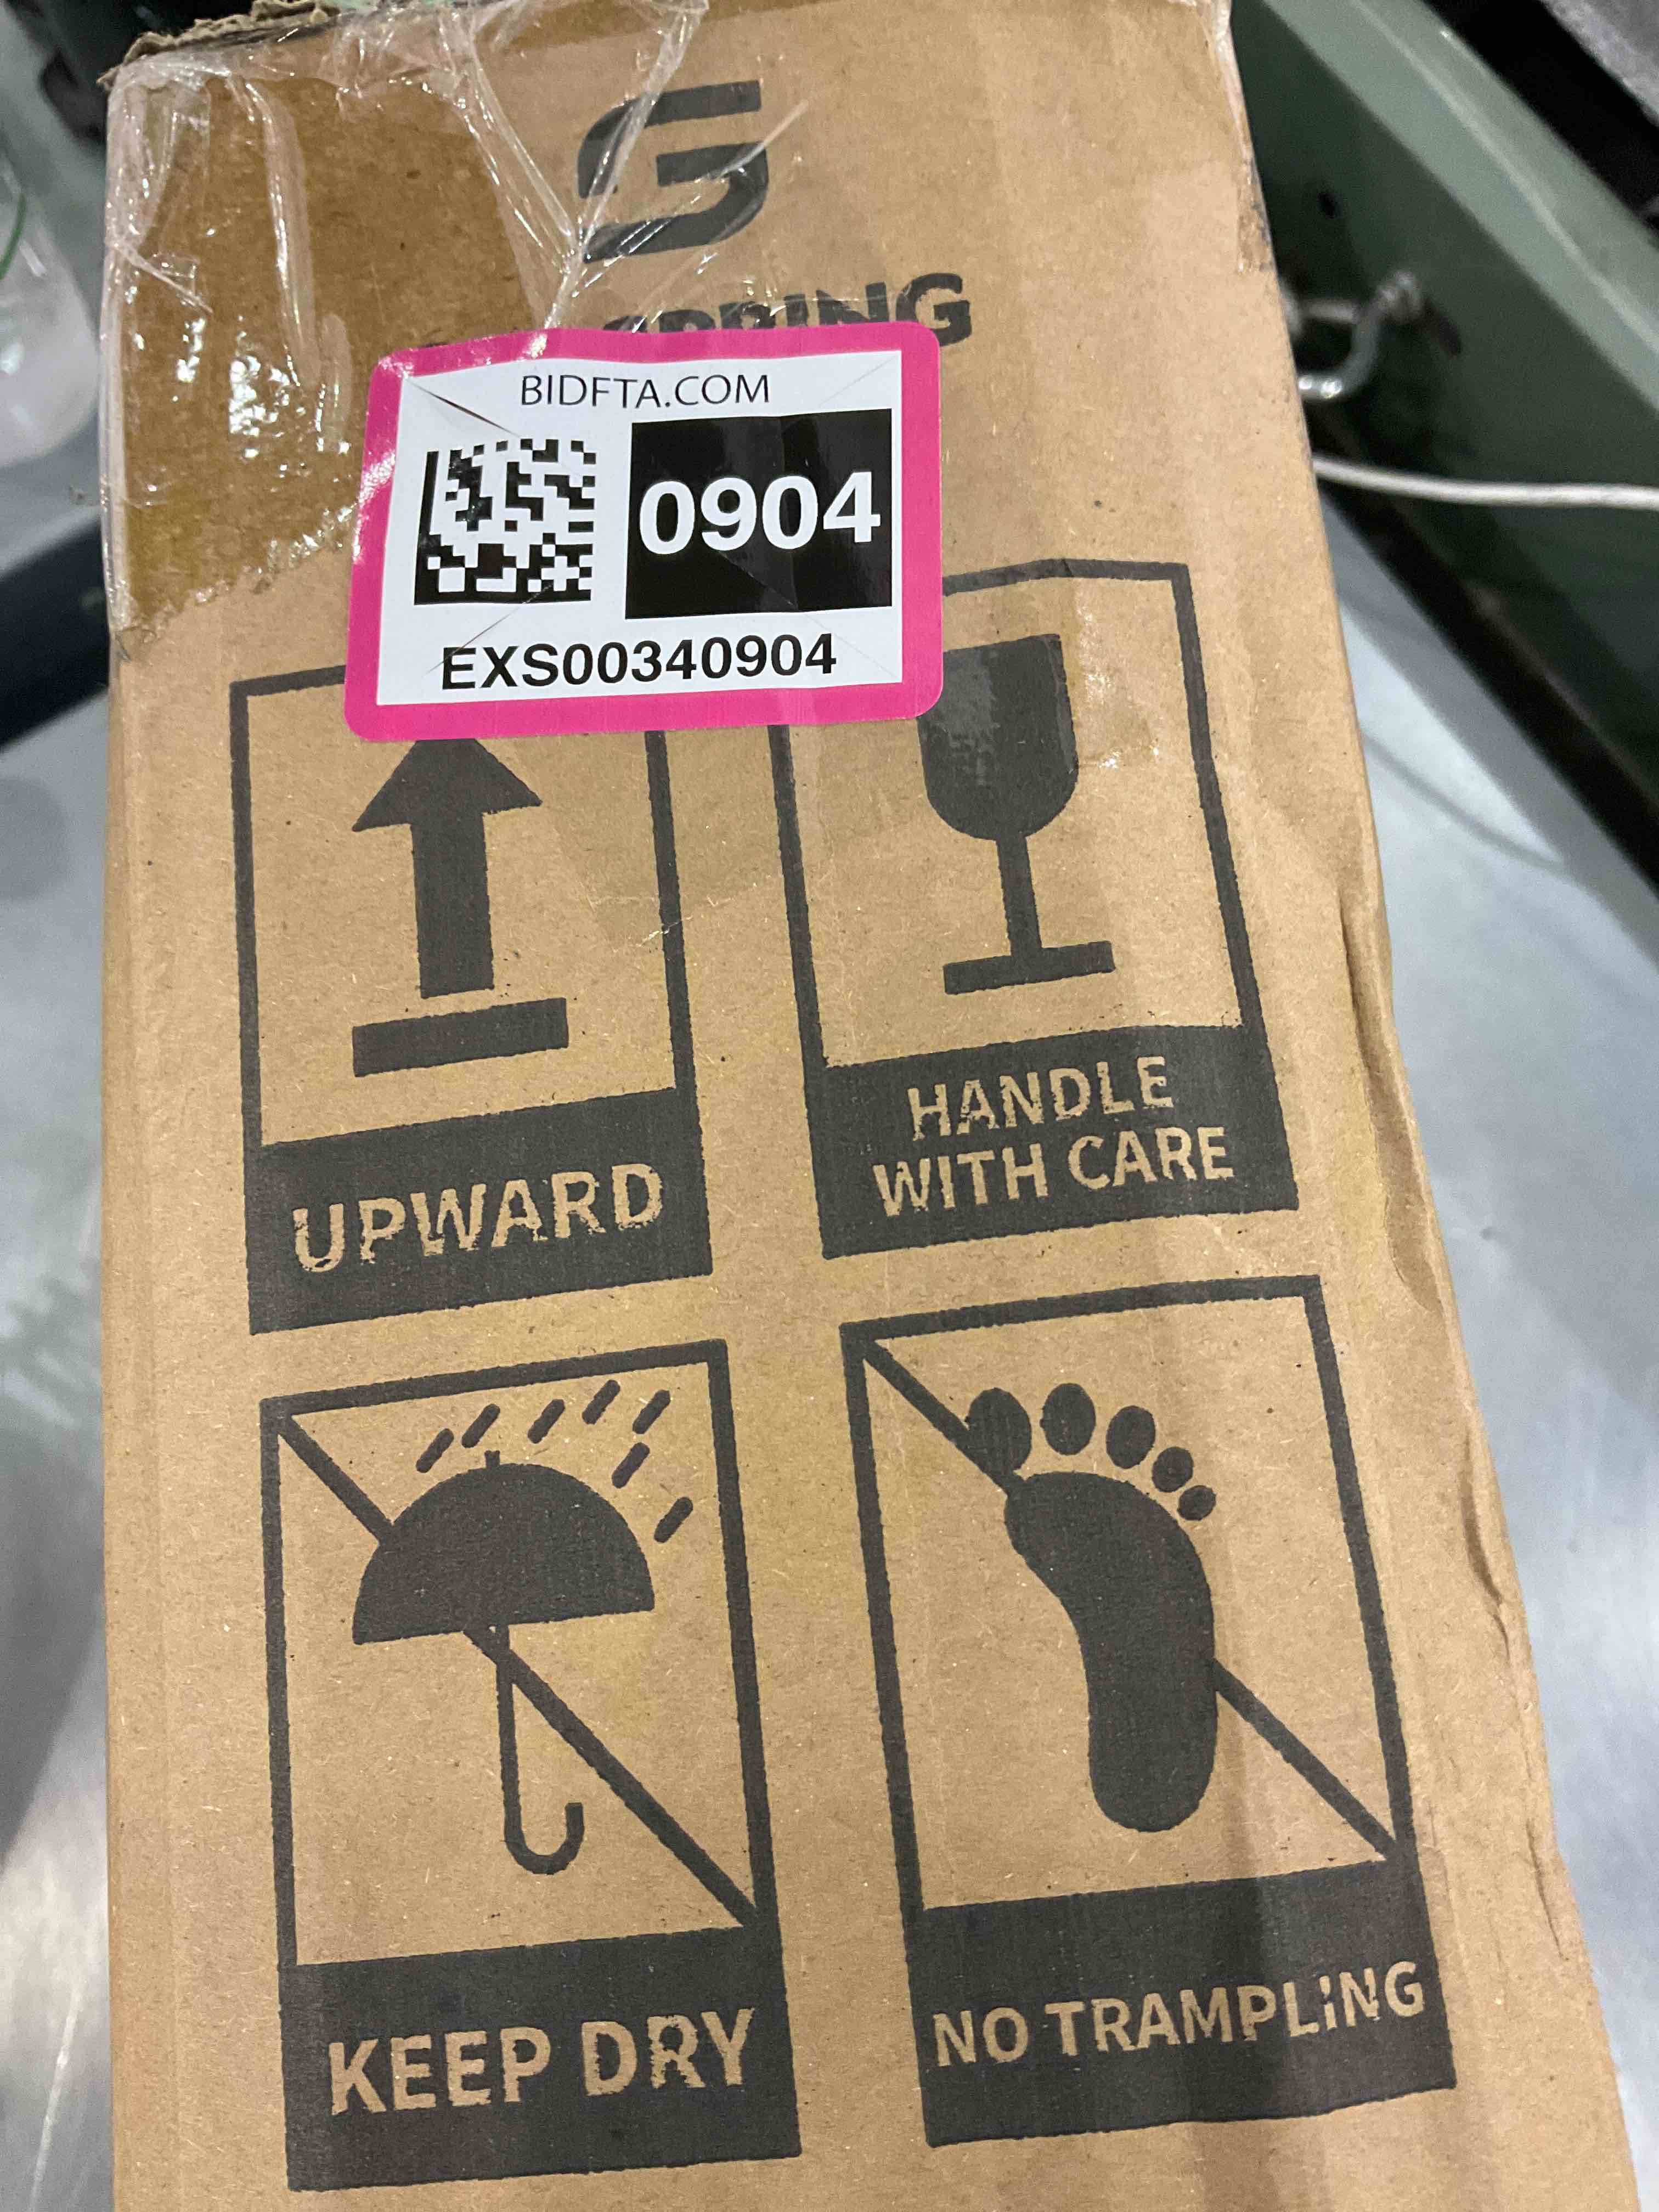 BIDFTA.COM
0904
EXS00340904
UPWARD
HANDLE
WITH CARE
KEEP DRY
NO TRAMPLING